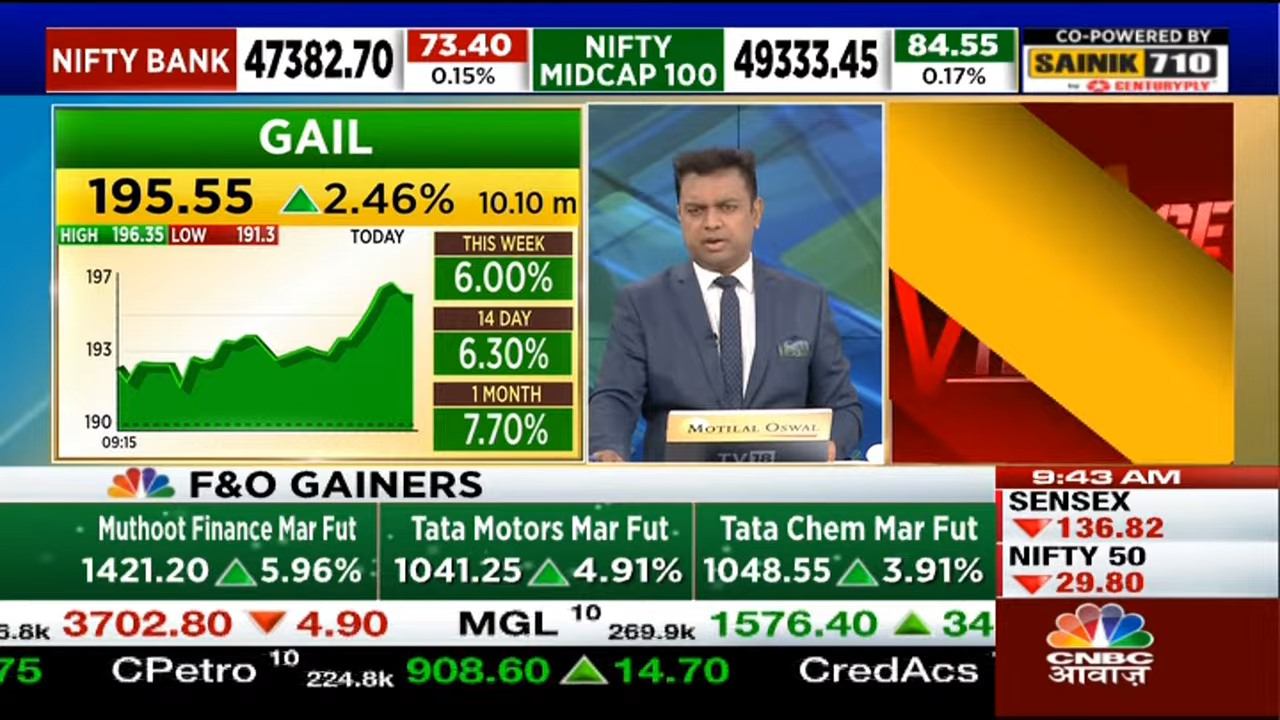 NIFTY BANK
47382.70
73.40
0.15%
NIFTY
MIDCAP 100
49333.45
84.55
0.17%
CO-POWERED BY
SAINIK 710
by CENTURYPLY
GAIL
195.55 2.46% 10.10 m
HIGH 196.35 LOW 191.3
TODAY
197
193
190
09:15
THIS WEEK
6.00%
14 DAY
6.30%
1 MONTH
7.70%
MOTILAL OSWAL
TV18
F&O GAINERS
Muthoot Finance Mar Fut
1421.20 5.96%
Tata Motors Mar Fut
1041.25 4.91%
Tata Chem Mar Fut
1048.55 3.91%
9:43 AM
SENSEX
136.82
NIFTY 50
29.80
6.8k 3702.80 4.90 MGL 10 269.9k 1576.40 34
75 CPetro 10 224.8k 908.60 14.70 CredAcs
CNBC
आवाज़